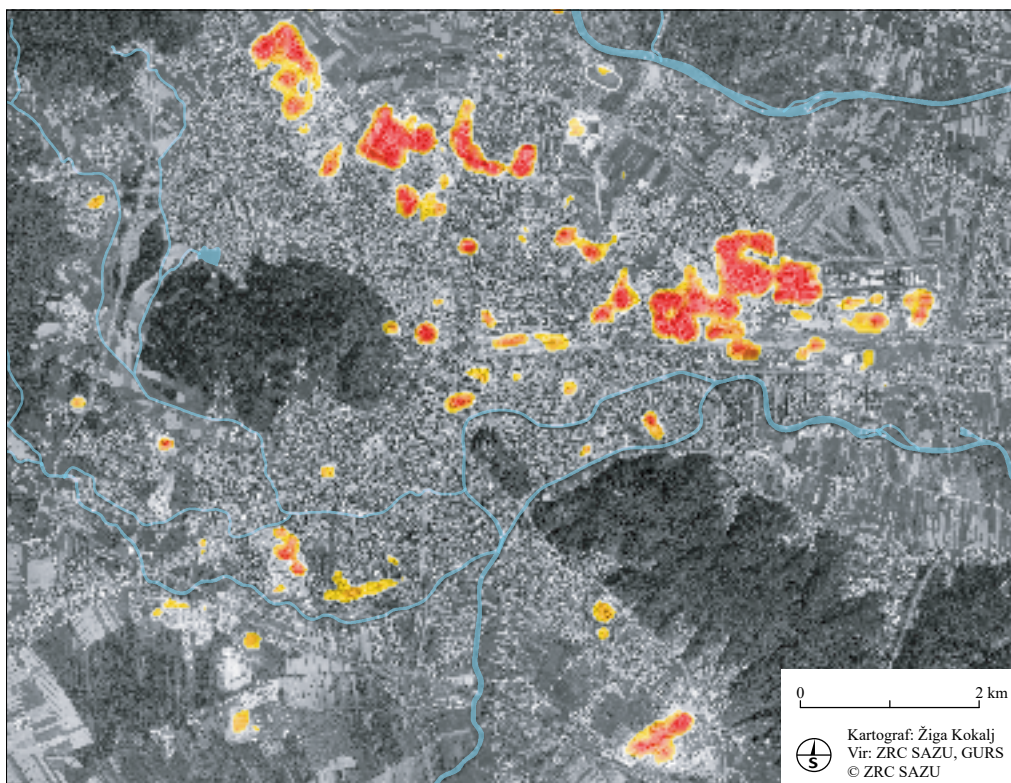 0 2 km
Kartograf: Žiga Kokalj
Vir: ZRC SAZU, GURS
© ZRC SAZU
S